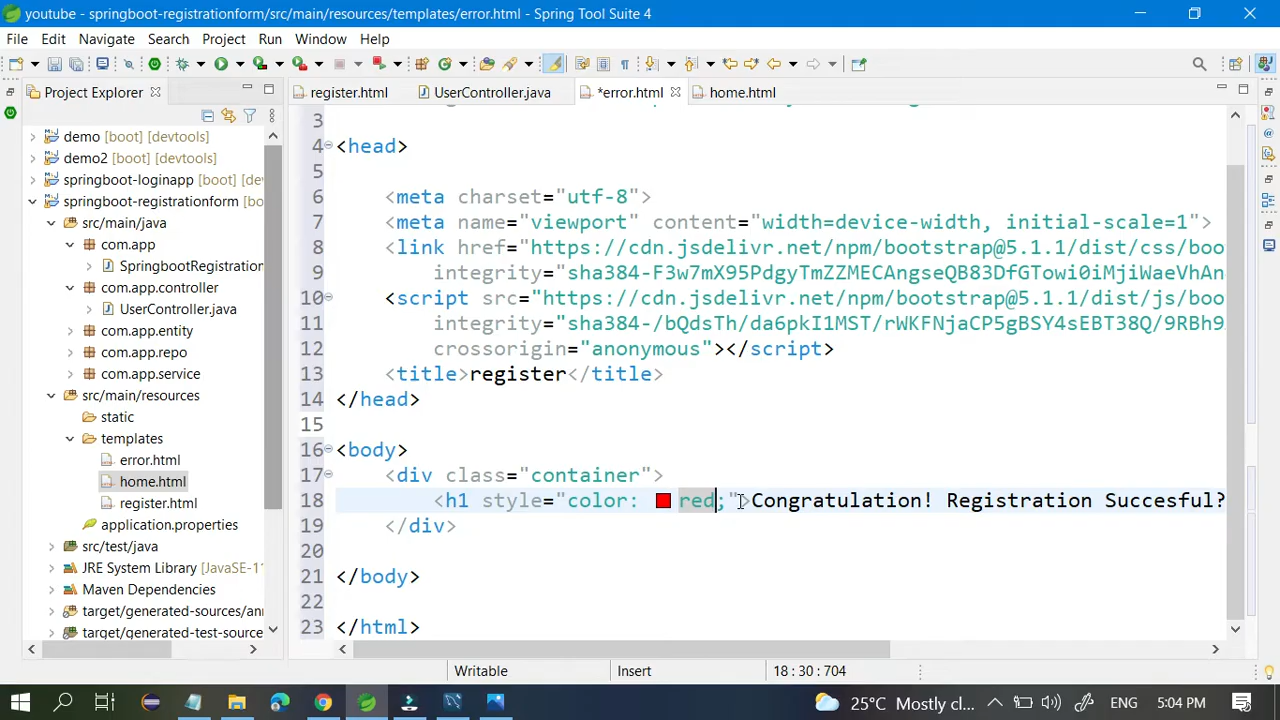 youtube - springboot-registrationform/src/main/resources/templates/error.html - Spring Tool Suite 4
File Edit Navigate Search Project Run Window Help
Project Explorer
register.html UserController.java *error.html home.html
demo [boot] [devtools]
demo2 [boot] [devtools]
springboot-loginapp [boot] [de
springboot-registrationform [bo
src/main/java
com.app
SpringbootRegistration
com.app.controller
UserController.java
com.app.entity
com.app.repo
com.app.service
src/main/resources
static
templates
error.html
home.html
register.html
application.properties
src/test/java
JRE System Library [JavaSE-1
Maven Dependencies
target/generated-sources/an
target/generated-test-source
3
4 <head>
5
6 <meta charset="utf-8">
7 <meta name="viewport" content="width=device-width, initial-scale=1">
8 <link href="https://cdn.jsdelivr.net/npm/bootstrap@5.1.1/dist/css/boo
9 integrity="sha384-F3w7mX95PdgyTmZZMECAngseQB83DfGTowi0iMjiWaeVhAn
10 <script src="https://cdn.jsdelivr.net/npm/bootstrap@5.1.1/dist/js/boo
11 integrity="sha384-/bQdsTh/da6pkI1MST/rWKFNjaCP5gBSY4sEBT38Q/9RBh9
12 crossorigin="anonymous"></script>
13 <title>register</title>
14 </head>
15
16 <body>
17 <div class="container">
18 <h1 style="color: red;">Congratulation! Registration Succesful?
19 </div>
20
21 </body>
22
23 </html>
Writable Insert 18 : 30 : 704
25°C Mostly cl... ENG 5:04 PM